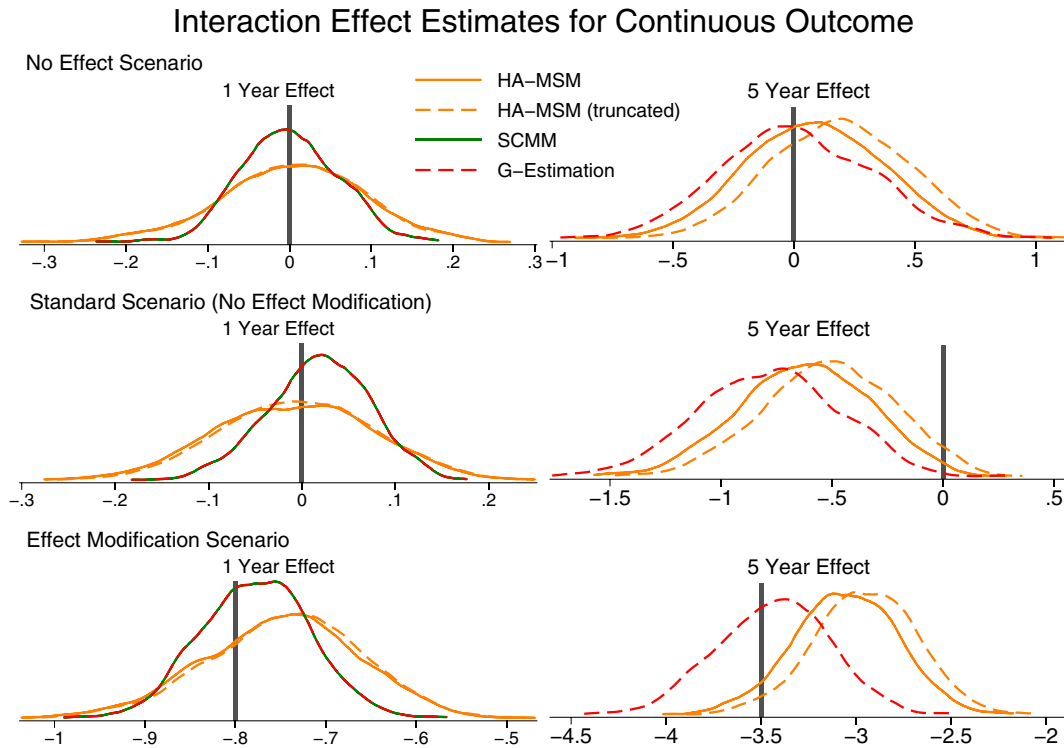 Interaction Effect Estimates for Continuous Outcome
No Effect Scenario
1 Year Effect
HA−MSM
HA−MSM (truncated)
SCMM
G−Estimation
5 Year Effect
−.3 −.2 −.1 0 .1 .2 .3
−1 −.5 0 .5 1
Standard Scenario (No Effect Modification)
1 Year Effect
5 Year Effect
−.3 −.2 −.1 0 .1 .2
−1.5 −1 −.5 0 .5
Effect Modification Scenario
1 Year Effect
5 Year Effect
−1 −.9 −.8 −.7 −.6 −.5
−4.5 −4 −3.5 −3 −2.5 −2